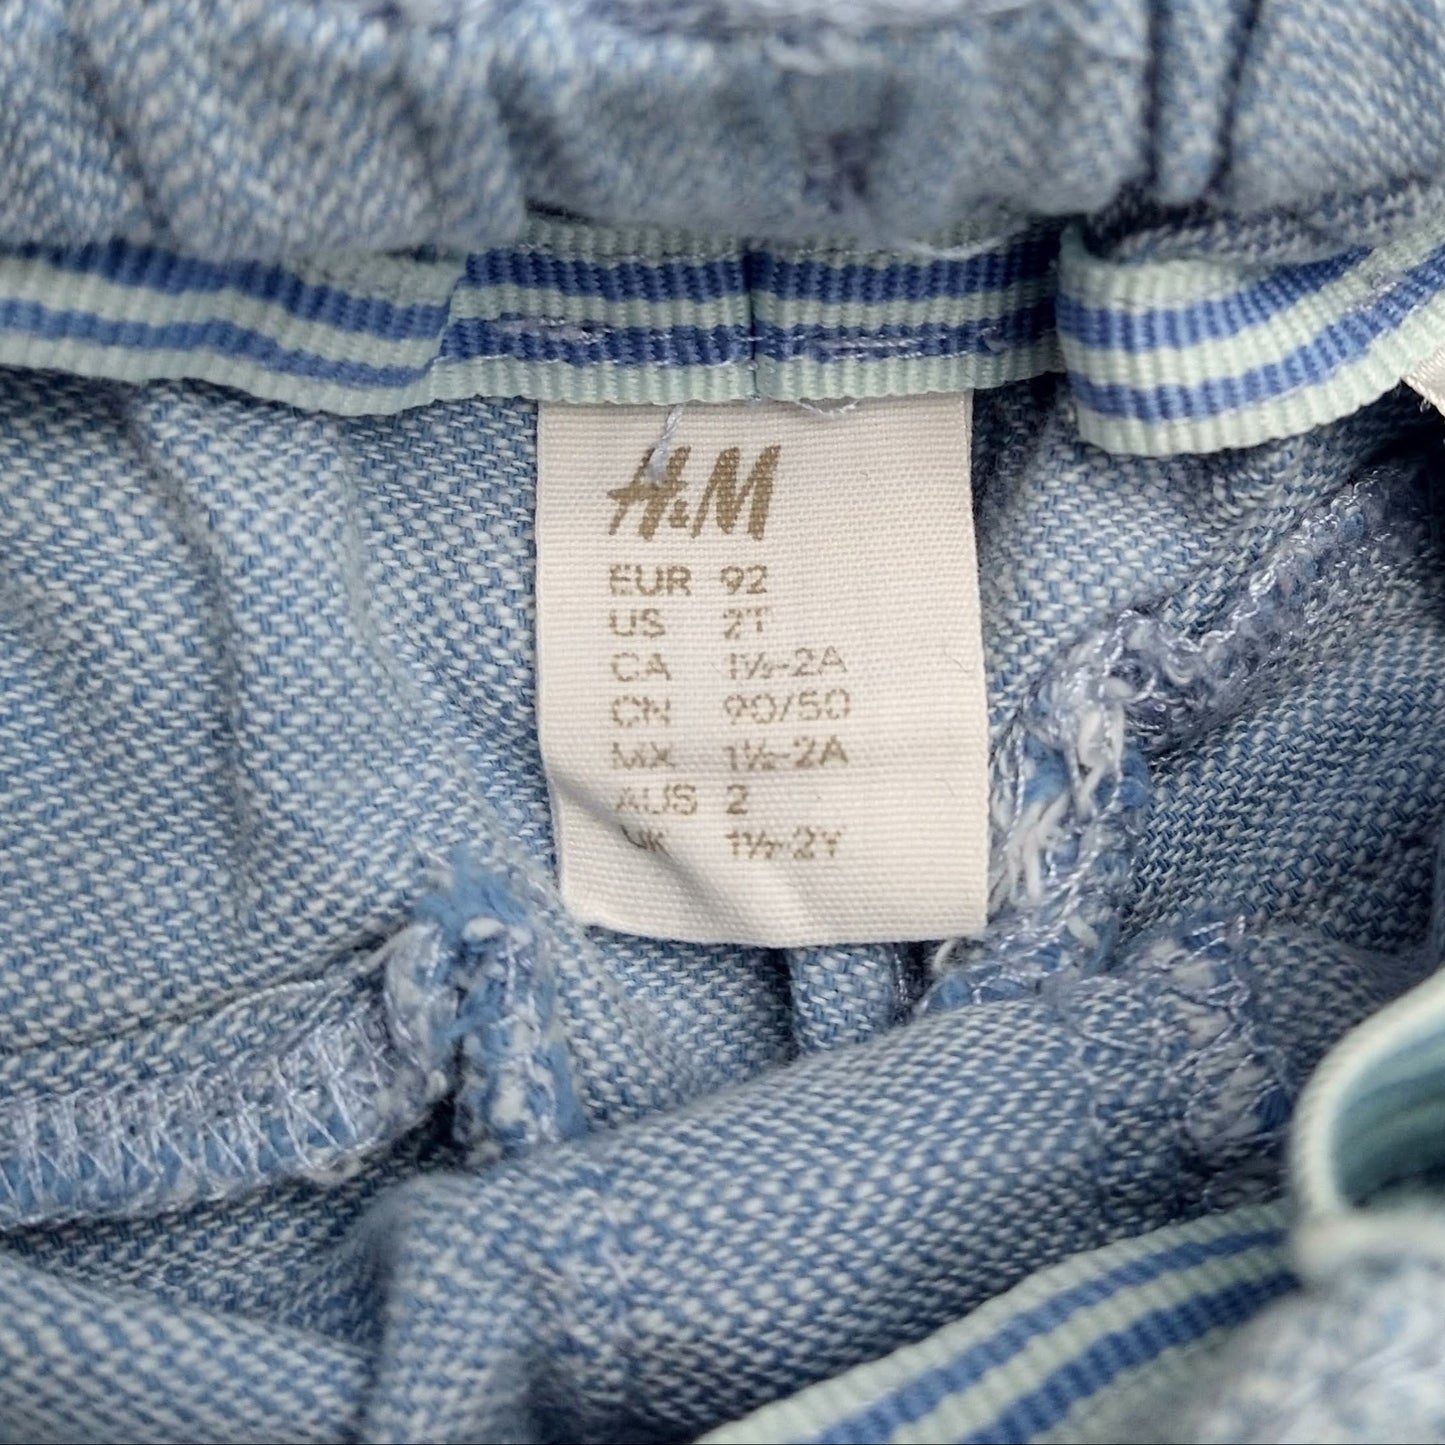 H&M
EUR 92
US 2T
CA 1½-2A
CN 90/50
MX 1½-2A
AUS 2
UK 1½-2Y